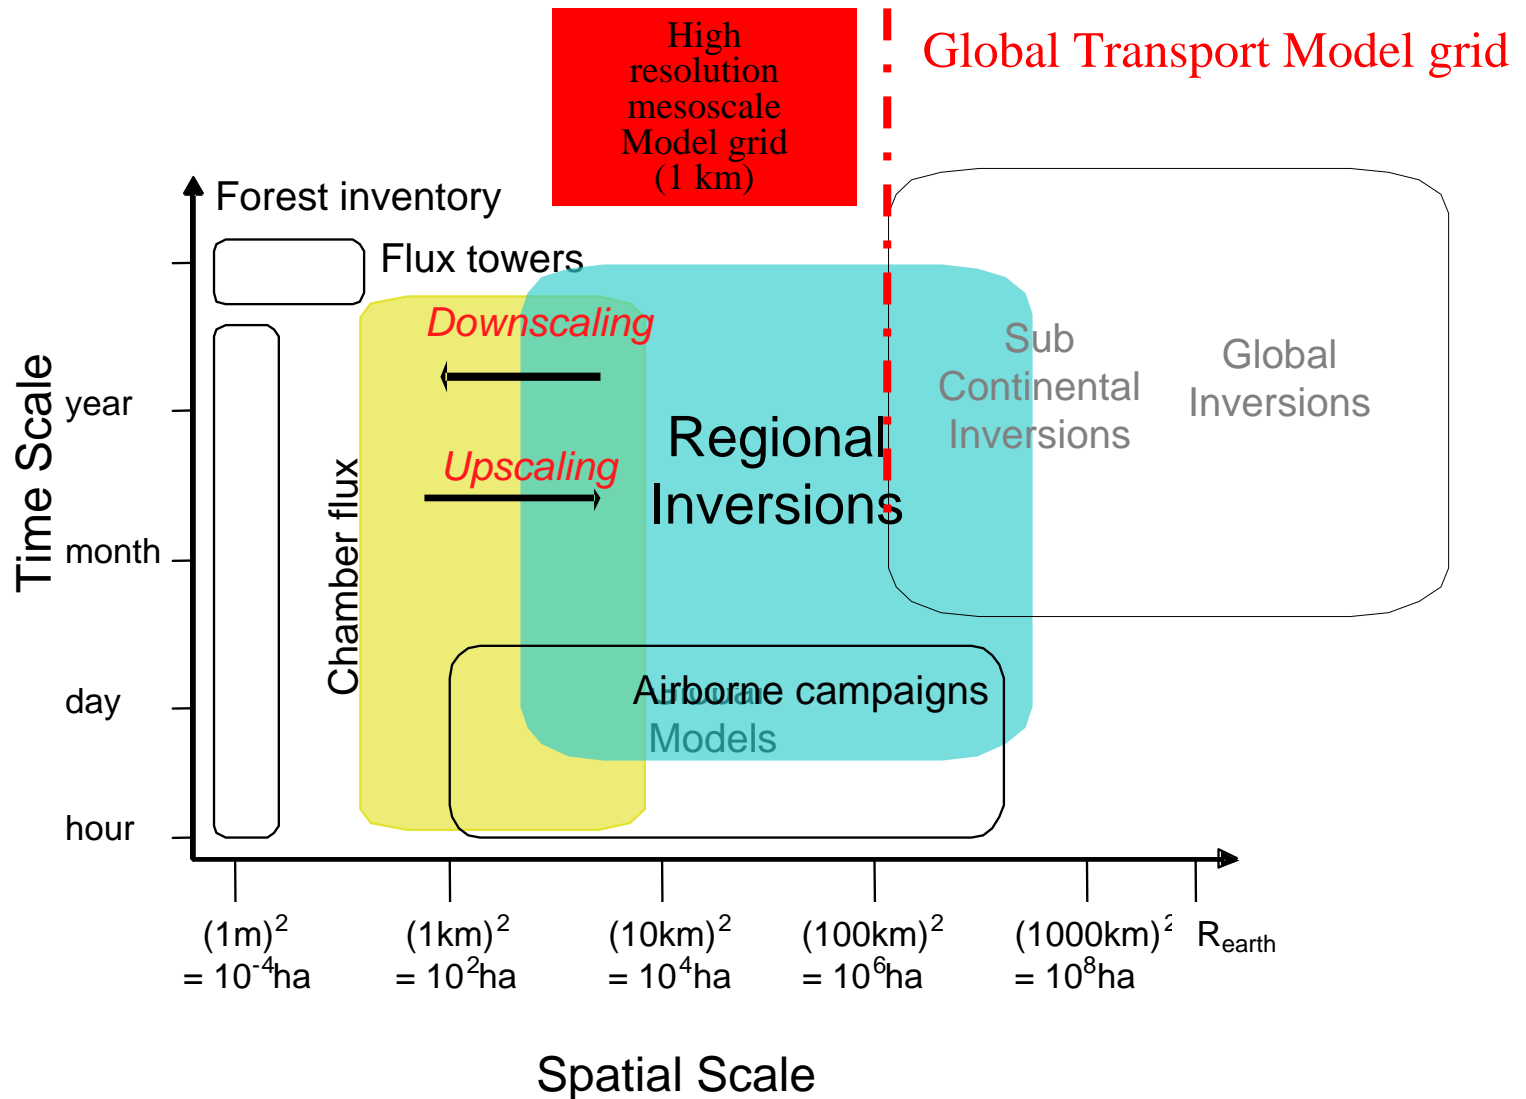 High
resolution
mesoscale
Model grid
(1 km)
Global Transport Model grid
Forest inventory
Flux towers
Downscaling
Upscaling
Chamber flux
Regional
Inversions
Sub
Continental
Inversions
Global
Inversions
Airborne campaigns
Models
Time Scale
year
month
day
hour
(1m)² (1km)² (10km)² (100km)² (1000km)² R_earth
= 10⁻⁴ha = 10²ha = 10⁴ha = 10⁶ha = 10⁸ha
Spatial Scale